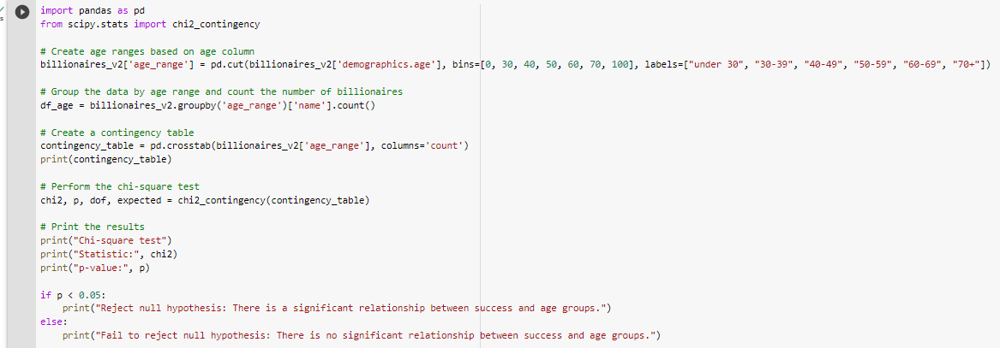 import pandas as pd
from scipy.stats import chi2_contingency
# Create age ranges based on age column
billionaires_v2['age_range'] = pd.cut(billionaires_v2['demographics.age'], bins=[0, 30, 40, 50, 60, 70, 100], labels=["under 30", "30-39", "40-49", "50-59", "60-69", "70+"])
# Group the data by age range and count the number of billionaires
df_age = billionaires_v2.groupby('age_range')['name'].count()
# Create a contingency table
contingency_table = pd.crosstab(billionaires_v2['age_range'], columns='count')
print(contingency_table)
# Perform the chi-square test
chi2, p, dof, expected = chi2_contingency(contingency_table)
# Print the results
print("Chi-square test")
print("Statistic:", chi2)
print("p-value:", p)
if p < 0.05:
    print("Reject null hypothesis: There is a significant relationship between success and age groups.")
else:
    print("Fail to reject null hypothesis: There is no significant relationship between success and age groups.")